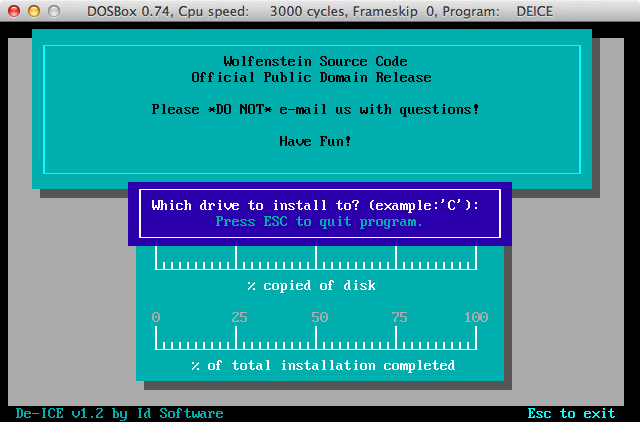 DOSBox 0.74, Cpu speed: 3000 cycles, Frameskip 0, Program: DEICE
Wolfenstein Source Code
Official Public Domain Release
Please *DO NOT* e-mail us with questions!
Have Fun!
Which drive to install to? (example:'C'):
Press ESC to quit program.
% copied of disk
0 25 50 75 100
% of total installation completed
De-ICE v1.2 by Id Software Esc to exit